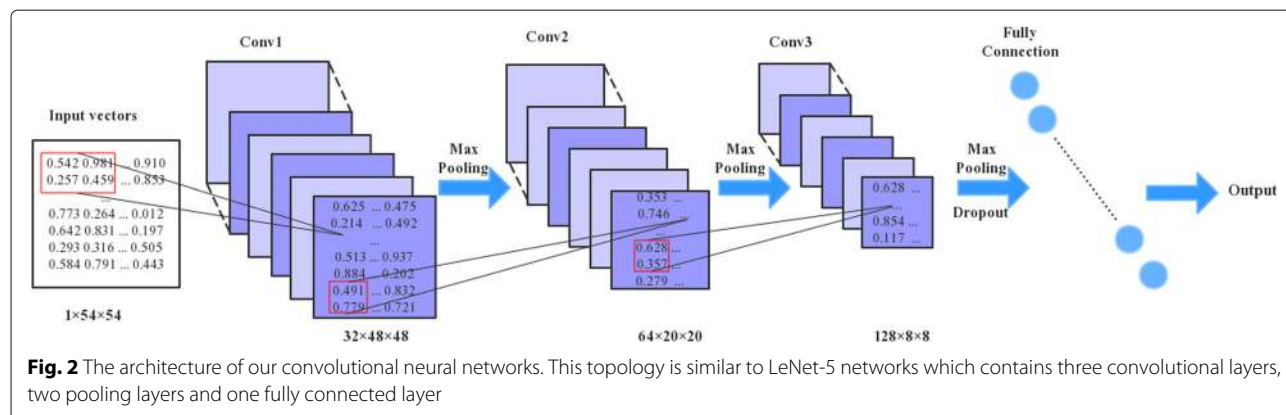 Conv1
Conv2
Conv3
Fully
Connection
Input vectors
0.542 0.981 ... 0.910
0.257 0.459 ... 0.853
...
0.773 0.264 ... 0.012
0.642 0.831 ... 0.197
0.293 0.316 ... 0.505
0.584 0.791 ... 0.443
1×54×54
0.625 ... 0.475
0.214 ... 0.492
...
0.513 ... 0.937
0.884 ... 0.202
0.491 ... 0.832
0.779 ... 0.721
32×48×48
Max
Pooling
0.353 ...
0.746 ...
...
0.628 ...
0.357 ...
0.279 ...
64×20×20
Max
Pooling
0.628 ...
...
0.854 ...
0.117 ...
128×8×8
Max
Pooling
Dropout
Output
Fig. 2 The architecture of our convolutional neural networks. This topology is similar to LeNet-5 networks which contains three convolutional layers,
two pooling layers and one fully connected layer